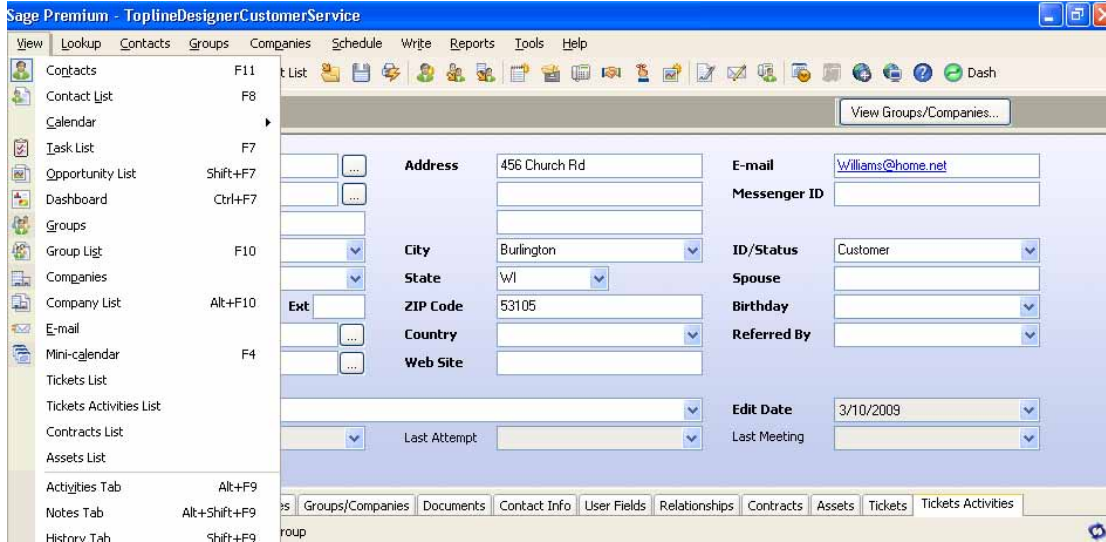 Sage Premium - ToplineDesignerCustomerService
View Lookup Contacts Groups Companies Schedule Write Reports Tools Help
t List Dash
View Groups/Companies...
Contacts F11
Contact List F8
Calendar
Task List F7
Opportunity List Shift+F7
Dashboard Ctrl+F7
Groups
Group List F10
Companies
Company List Alt+F10
E-mail
Mini-calendar F4
Tickets List
Tickets Activities List
Contracts List
Assets List
Activities Tab Alt+F9
Notes Tab Alt+Shift+F9
History Tab Shift+F9
... Address 456 Church Rd E-mail Williams@home.net
... Messenger ID
City Burlington ID/Status Customer
State WI Spouse
Ext ZIP Code 53105 Birthday
... Country Referred By
... Web Site
Edit Date 3/10/2009
Last Attempt Last Meeting
es Groups/Companies Documents Contact Info User Fields Relationships Contracts Assets Tickets Tickets Activities
roup